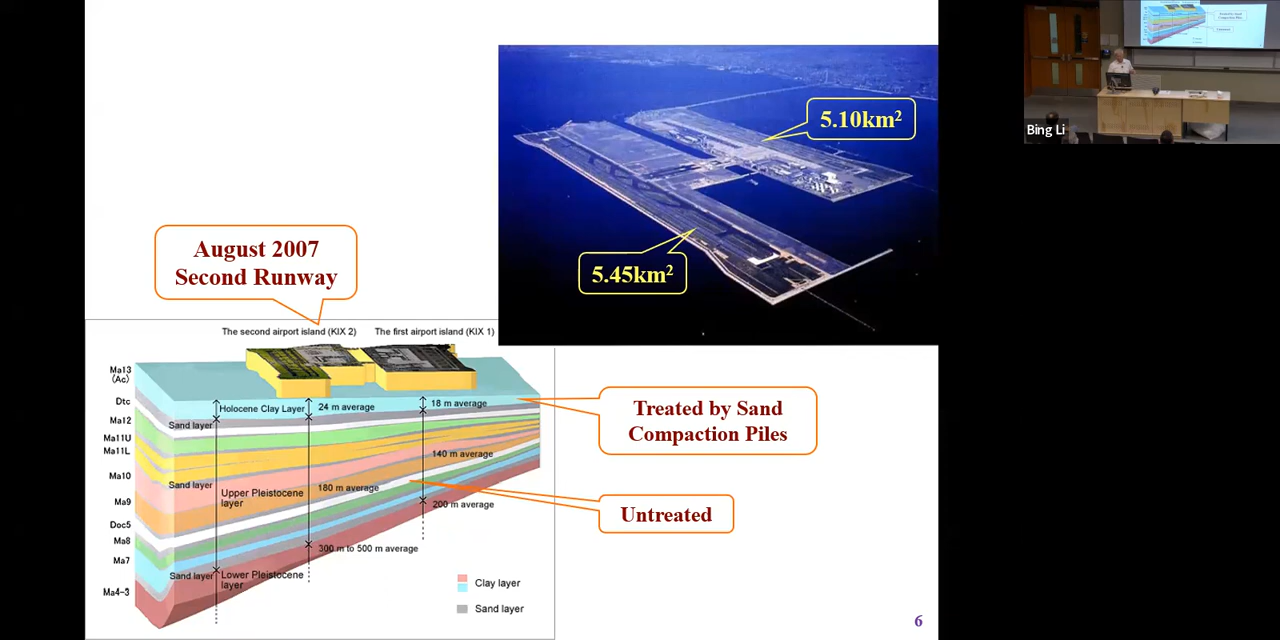 5.10km²
5.45km²
August 2007
Second Runway
The second airport island (KIX 2)
The first airport island (KIX 1)
Ma13
(Ac)
Dtc
Ma12
Ma11U
Ma11L
Ma10
Ma9
Doc5
Ma8
Ma7
Ma4-3
Holocene Clay Layer
24 m average
18 m average
Sand layer
140 m average
Sand layer
Upper Pleistocene
layer
180 m average
200 m average
300 m to 500 m average
Sand layer
Lower Pleistocene
layer
Clay layer
Sand layer
Treated by Sand
Compaction Piles
Untreated
6
Bing Li